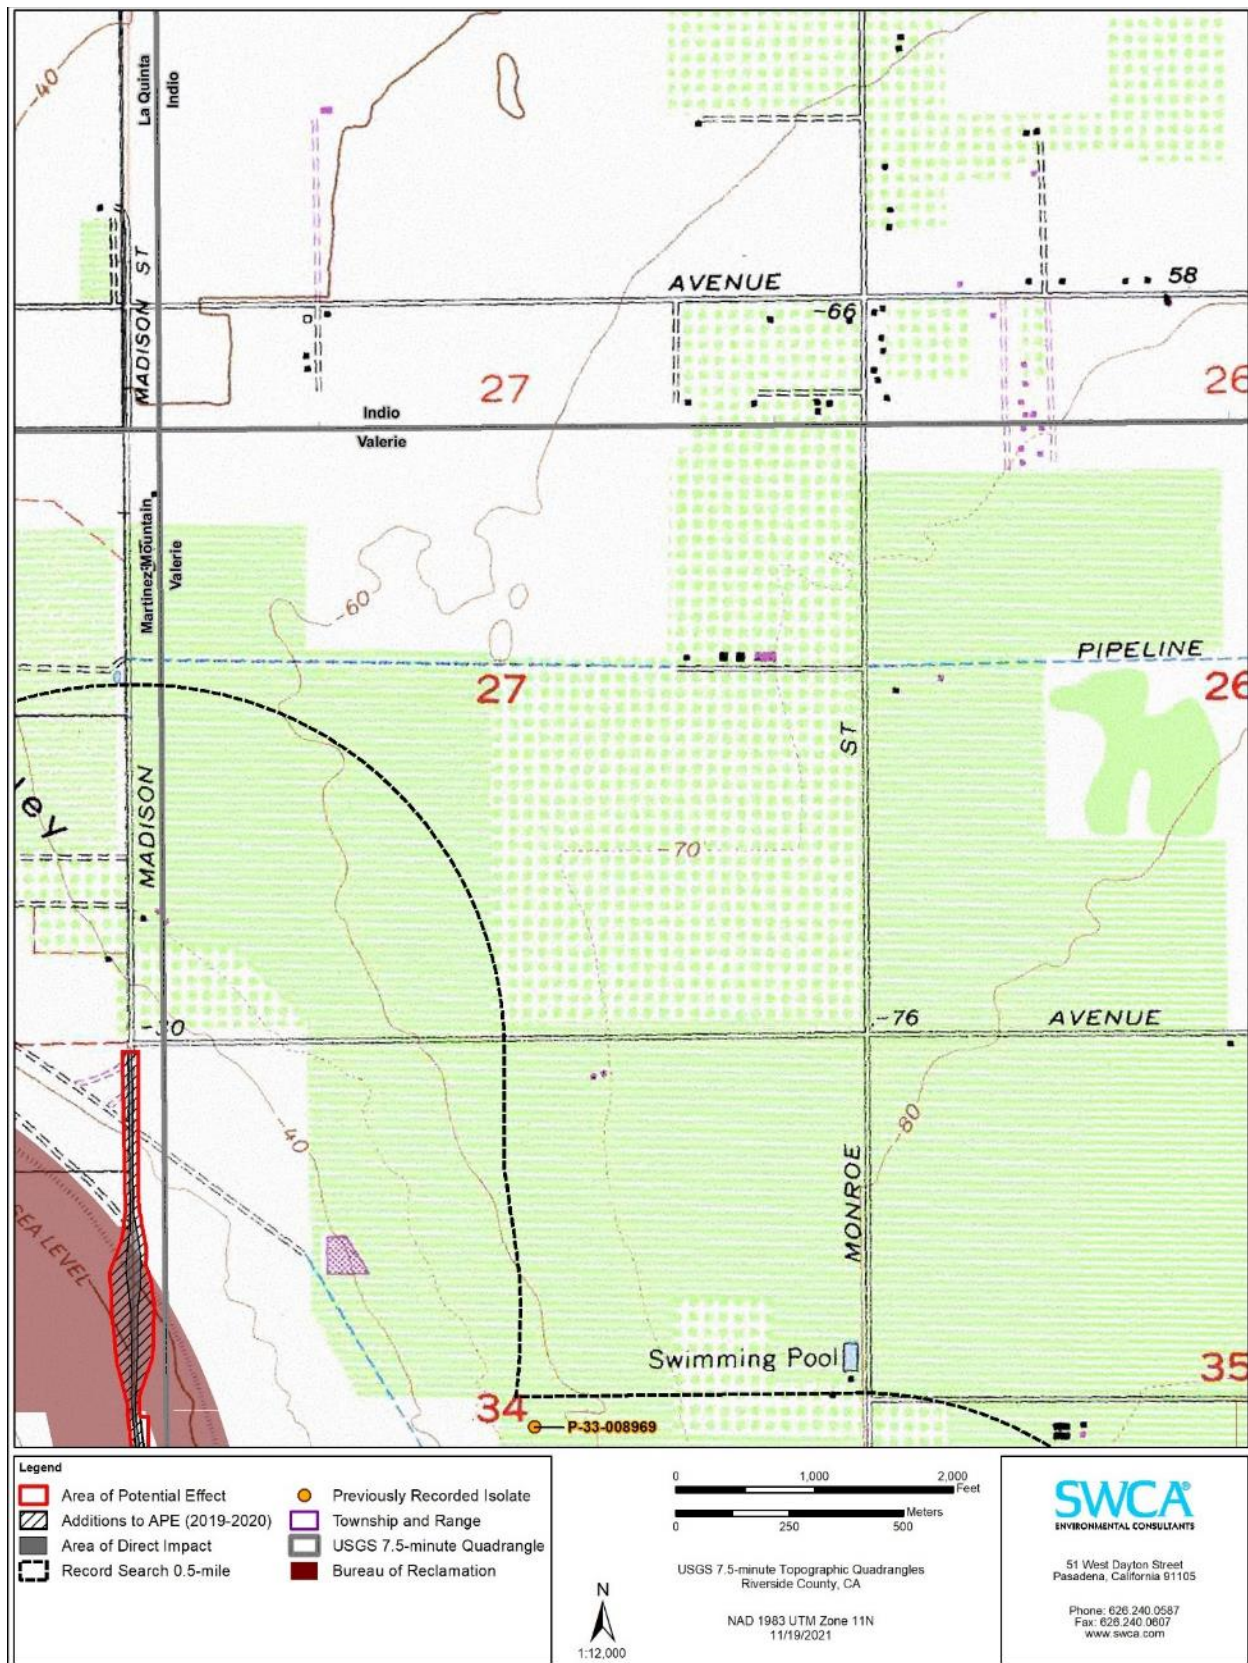 -40
La Quinta
Indio
MADISON ST
AVENUE
58
-66
27
26
Indio
Valerie
Martinez Mountain
Valerie
-60
PIPELINE
27
26
ST
MADISON
ley
-70
-30
-76
AVENUE
-40
-80
MONROE
SEA LEVEL
Swimming Pool
35
34
P-33-008969
Legend
Area of Potential Effect
Additions to APE (2019-2020)
Area of Direct Impact
Record Search 0.5-mile
Previously Recorded Isolate
Township and Range
USGS 7.5-minute Quadrangle
Bureau of Reclamation
N
1:12,000
0 1,000 2,000
Feet
Meters
0 250 500
USGS 7.5-minute Topographic Quadrangles
Riverside County, CA
NAD 1983 UTM Zone 11N
11/19/2021
SWCA®
ENVIRONMENTAL CONSULTANTS
51 West Dayton Street
Pasadena, California 91105
Phone: 626.240.0587
Fax: 626.240.0607
www.swca.com